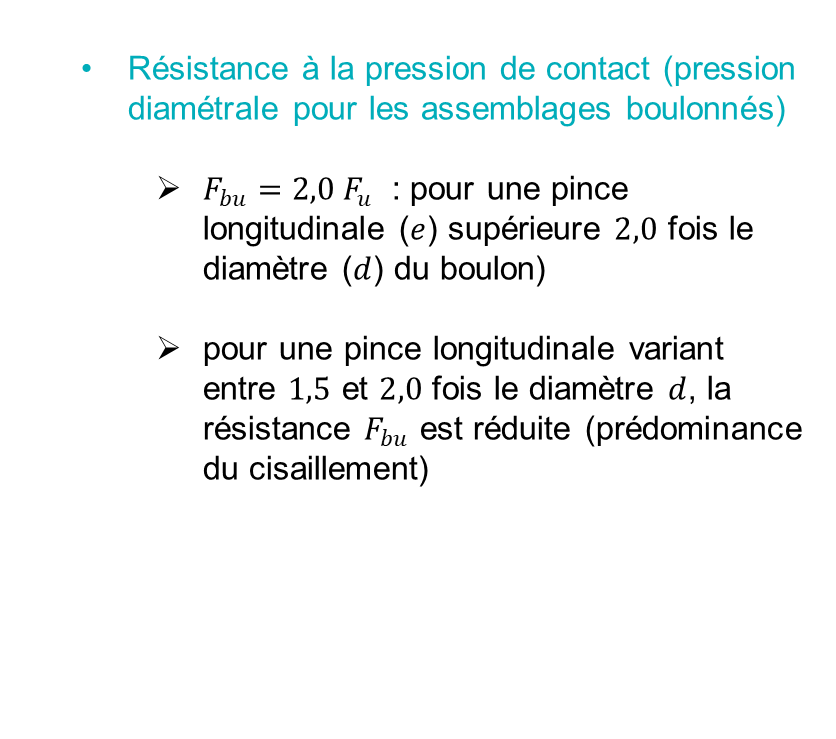 • Résistance à la pression de contact (pression
diamétrale pour les assemblages boulonnés)
➢ F_bu = 2,0 F_u : pour une pince
longitudinale (e) supérieure 2,0 fois le
diamètre (d) du boulon)
➢ pour une pince longitudinale variant
entre 1,5 et 2,0 fois le diamètre d, la
résistance F_bu est réduite (prédominance
du cisaillement)